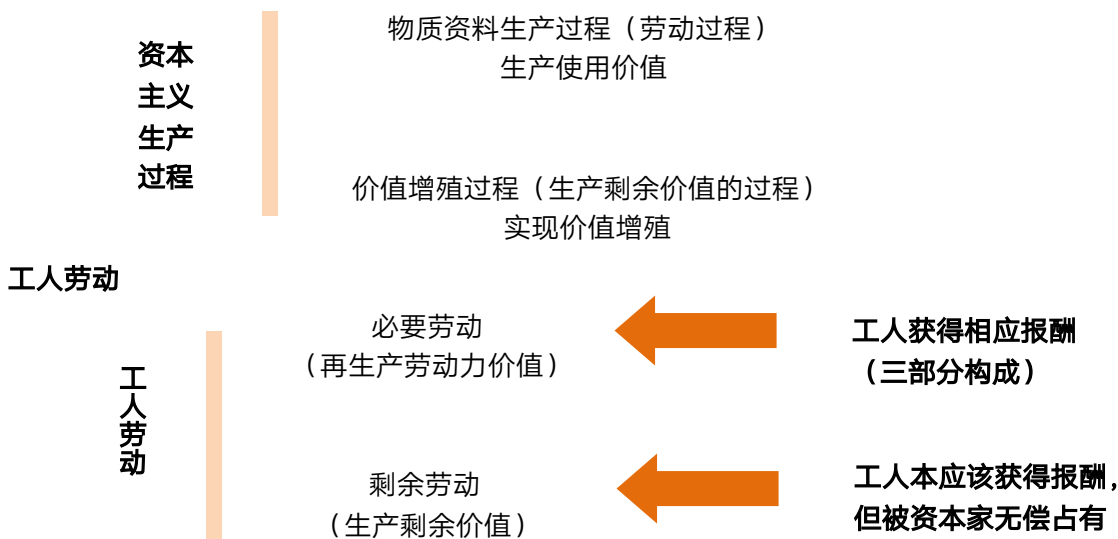 资本
主义
生产
过程
物质资料生产过程（劳动过程）
生产使用价值
价值增殖过程（生产剩余价值的过程）
实现价值增殖
工人劳动
工人劳动
必要劳动
（再生产劳动力价值）
工人获得相应报酬
（三部分构成）
剩余劳动
（生产剩余价值）
工人本应该获得报酬，
但被资本家无偿占有